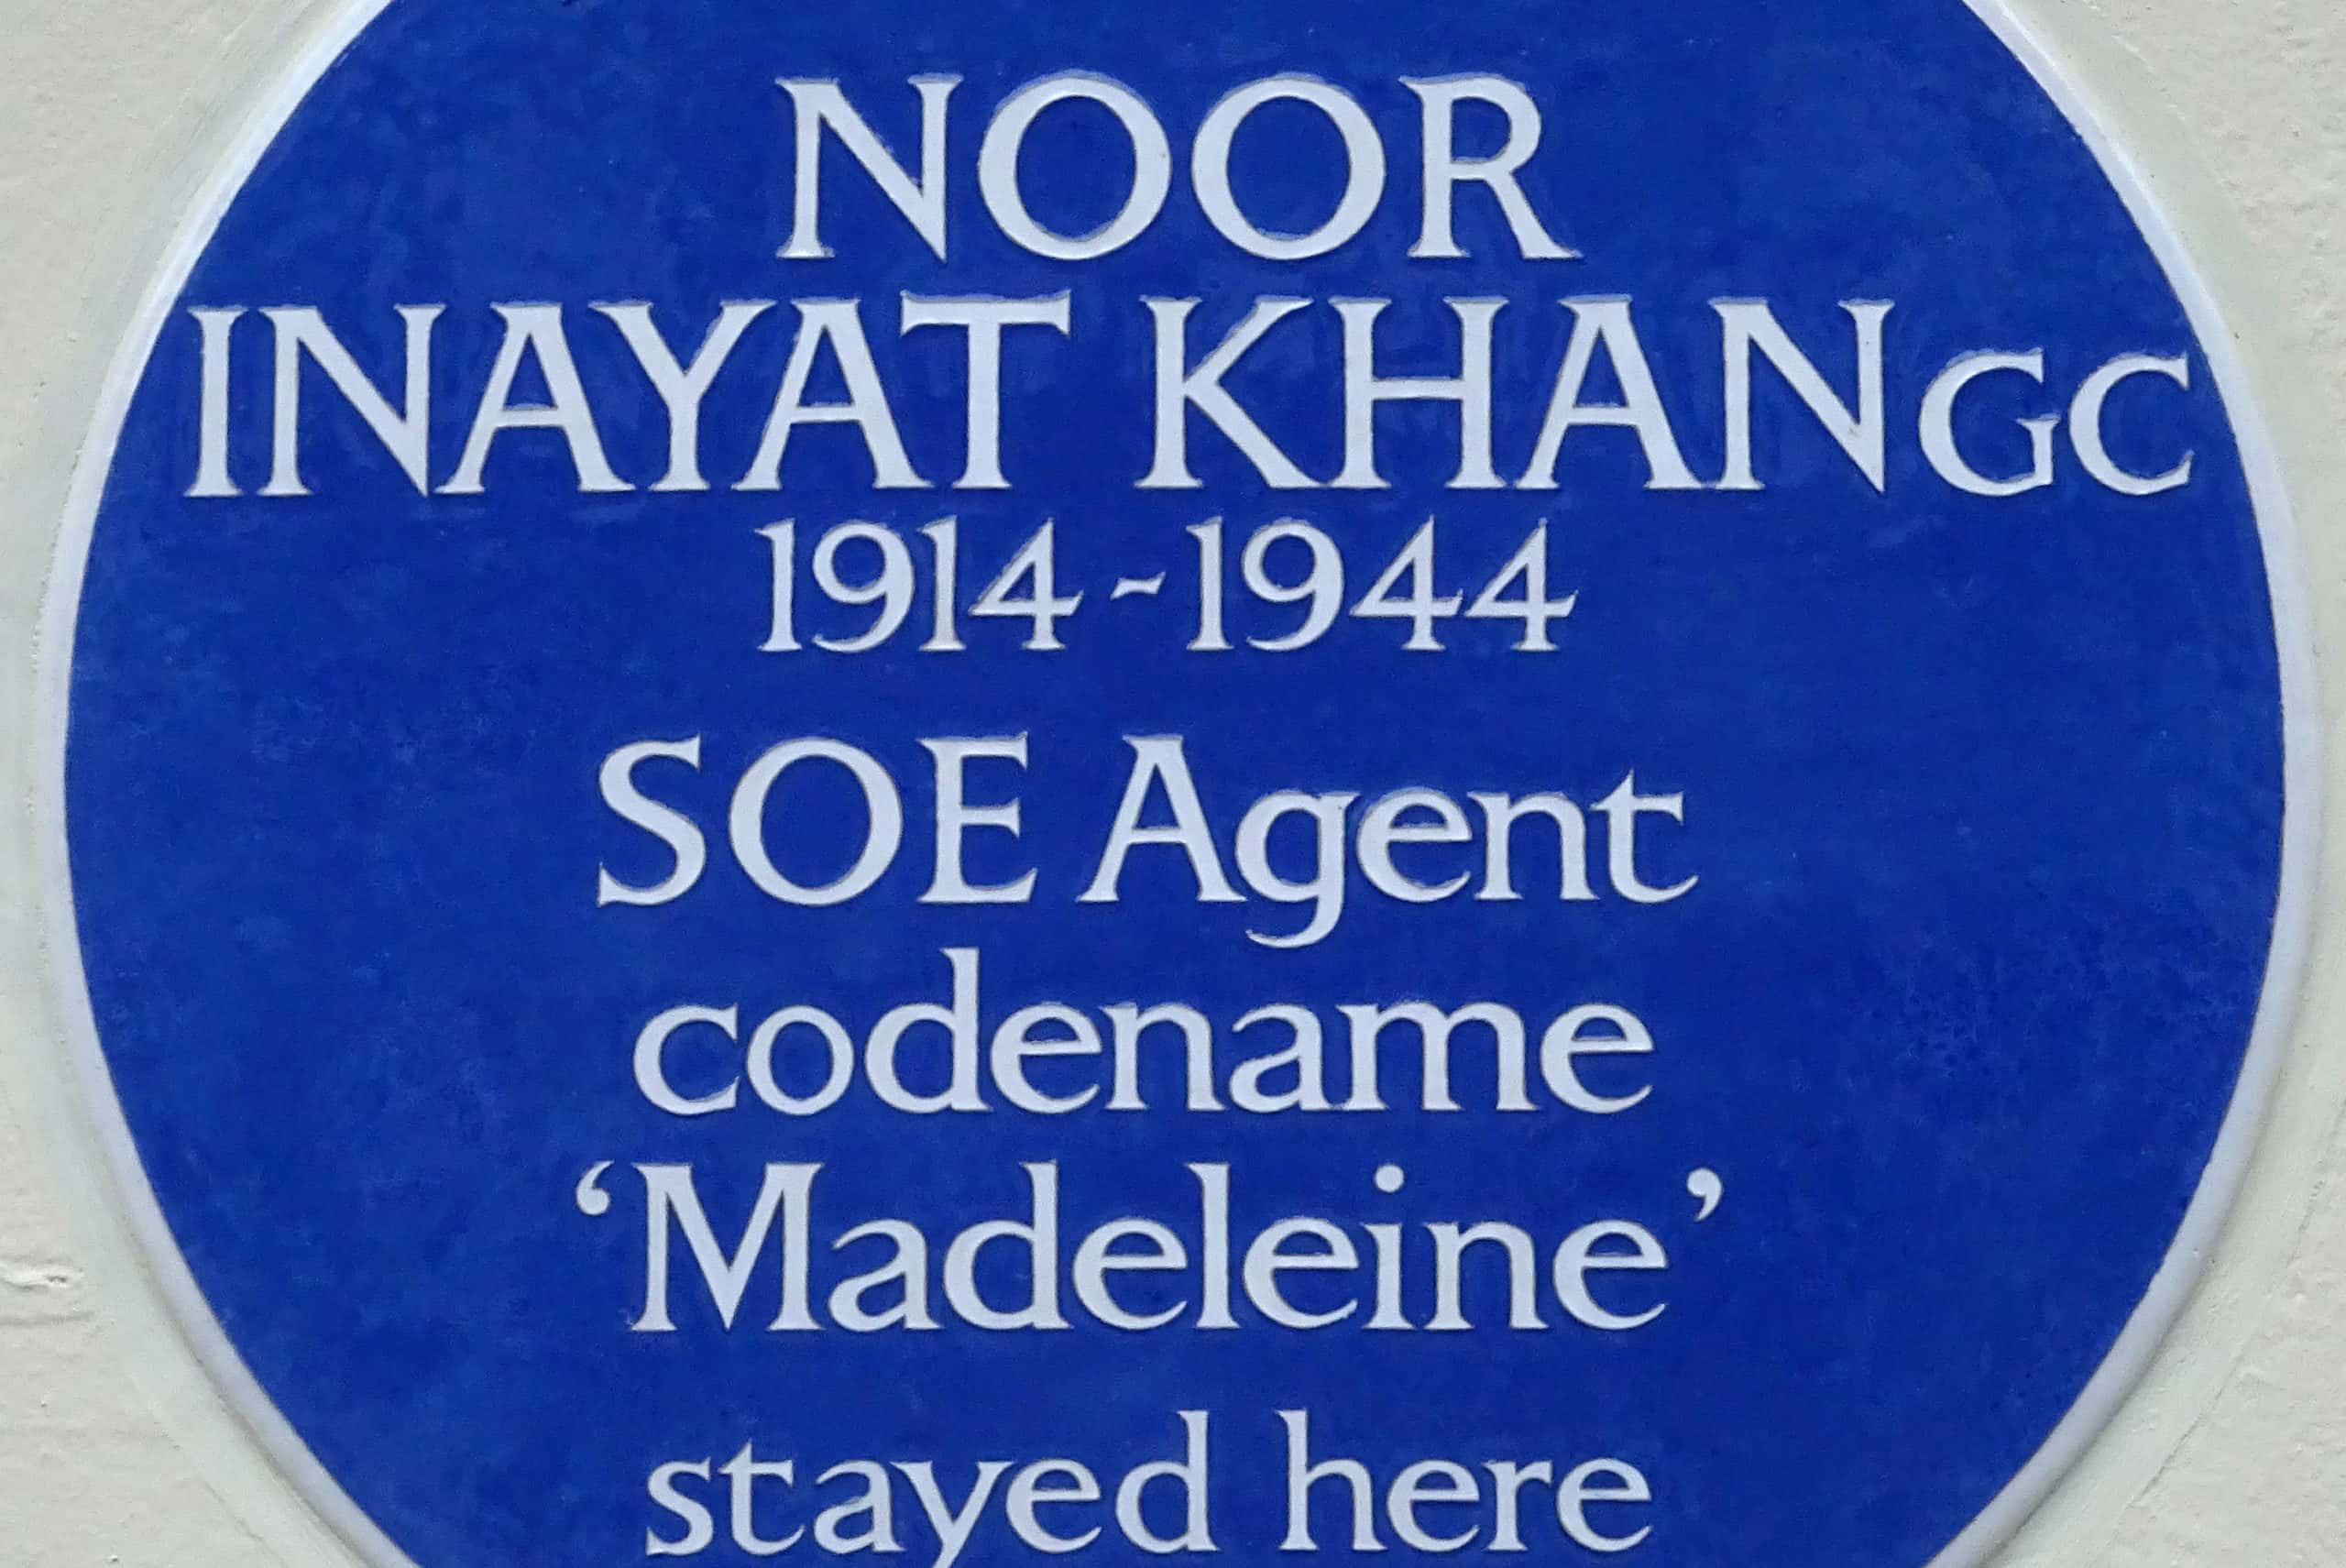 NOOR
INAYAT KHAN GC
1914-1944
SOE Agent
codename
‘Madeleine’
stayed here